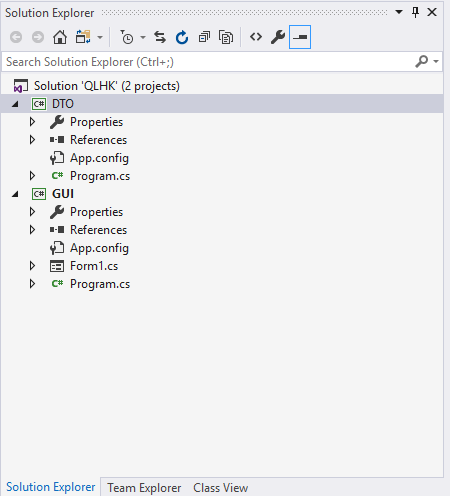 Solution Explorer
Search Solution Explorer (Ctrl+;)
Solution 'QLHK' (2 projects)
C# DTO
Properties
References
App.config
C# Program.cs
C# GUI
Properties
References
App.config
Form1.cs
C# Program.cs
Solution Explorer Team Explorer Class View